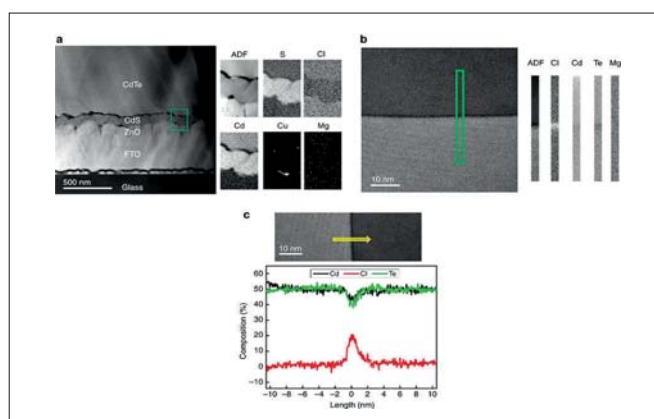 a
CdTe
CdS
ZnO
FTO
Glass
500 nm
ADF S Cl
Cd Cu Mg
b
10 nm
ADF Cl Cd Te Mg
c
10 nm
Cd Cl Te
Composition (%)
60
50
40
30
20
10
0
−10
−10 −8 −6 −4 −2 0 2 4 6 8 10
Length (nm)